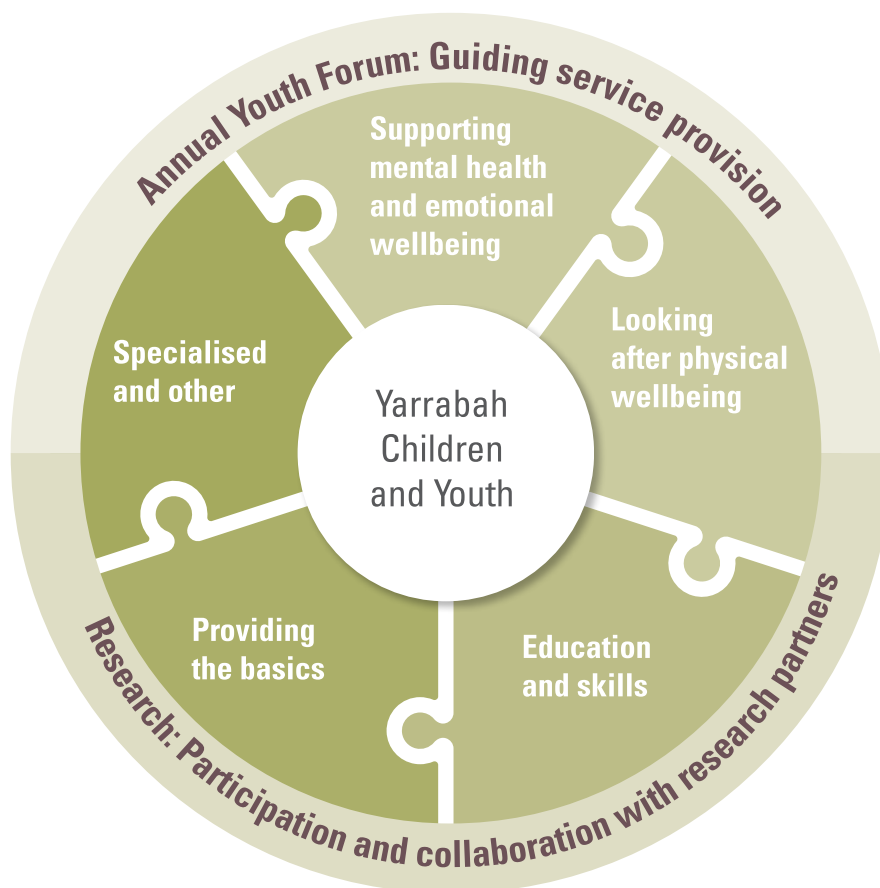 Annual Youth Forum: Guiding service provision
Supporting
mental health
and emotional
wellbeing
Looking
after physical
wellbeing
Specialised
and other
Yarrabah
Children
and Youth
Providing
the basics
Education
and skills
Research: Participation and collaboration with research partners